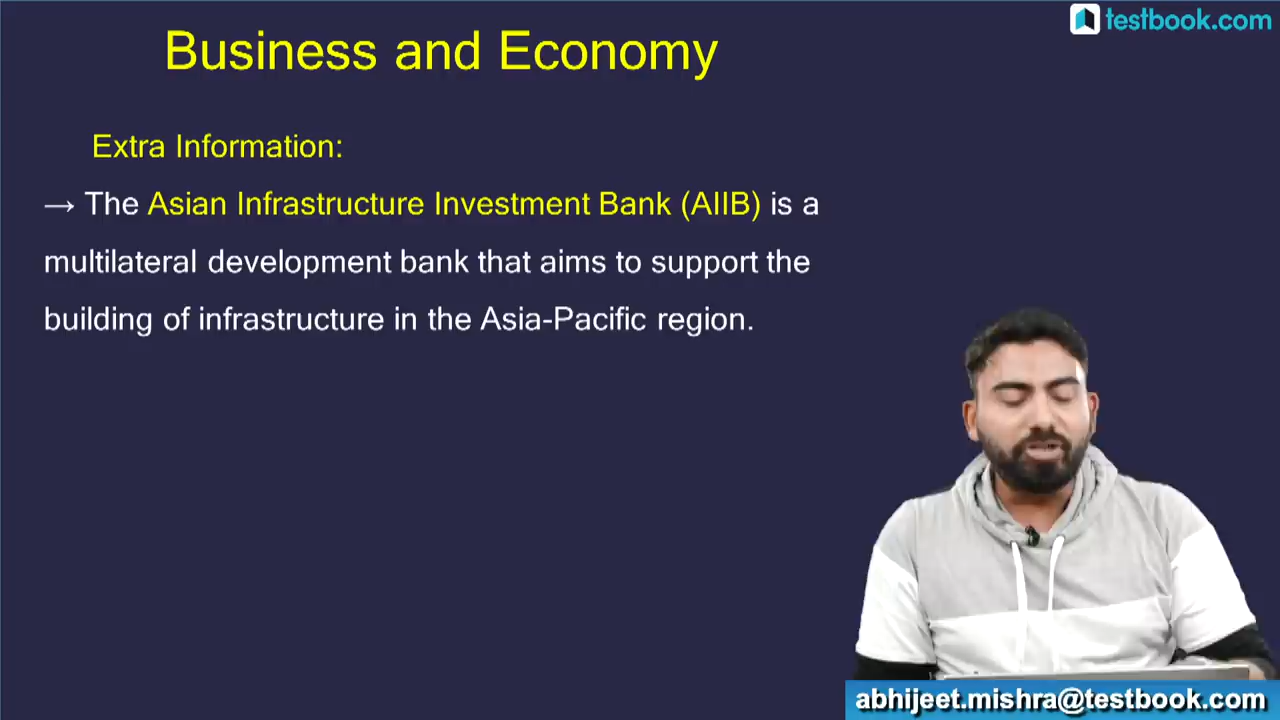 testbook.com
Business and Economy
Extra Information:
→ The Asian Infrastructure Investment Bank (AIIB) is a
multilateral development bank that aims to support the
building of infrastructure in the Asia-Pacific region.
abhijeet.mishra@testbook.com